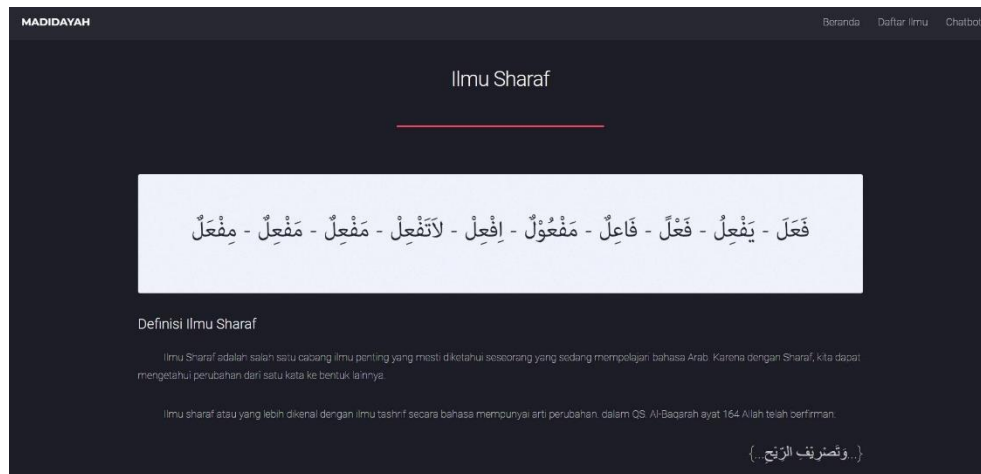 MADIDAYAH
Beranda Daftar Ilmu Chatbot
Ilmu Sharaf
فَعَلَ - يَفْعِلُ - فَعْلًا - فَاعِلٌ - مَفْعُوْلٌ - اِفْعِلْ - لاَتَفْعِلْ - مَفْعِلٌ - مَفْعِلٌ - مِفْعَلٌ
Definisi Ilmu Sharaf
Ilmu Sharaf adalah salah satu cabang ilmu penting yang mesti diketahui seseorang yang sedang mempelajari bahasa Arab. Karena dengan Sharaf, kita dapat
mengetahui perubahan dari satu kata ke bentuk lainnya.
Ilmu sharaf atau yang lebih dikenal dengan ilmu tashrif secara bahasa mempunyai arti perubahan. dalam QS. Al-Baqarah ayat 164 Allah telah berfirman:
{...وَتَصْرِيْفِ الرِّيٰحِ...}